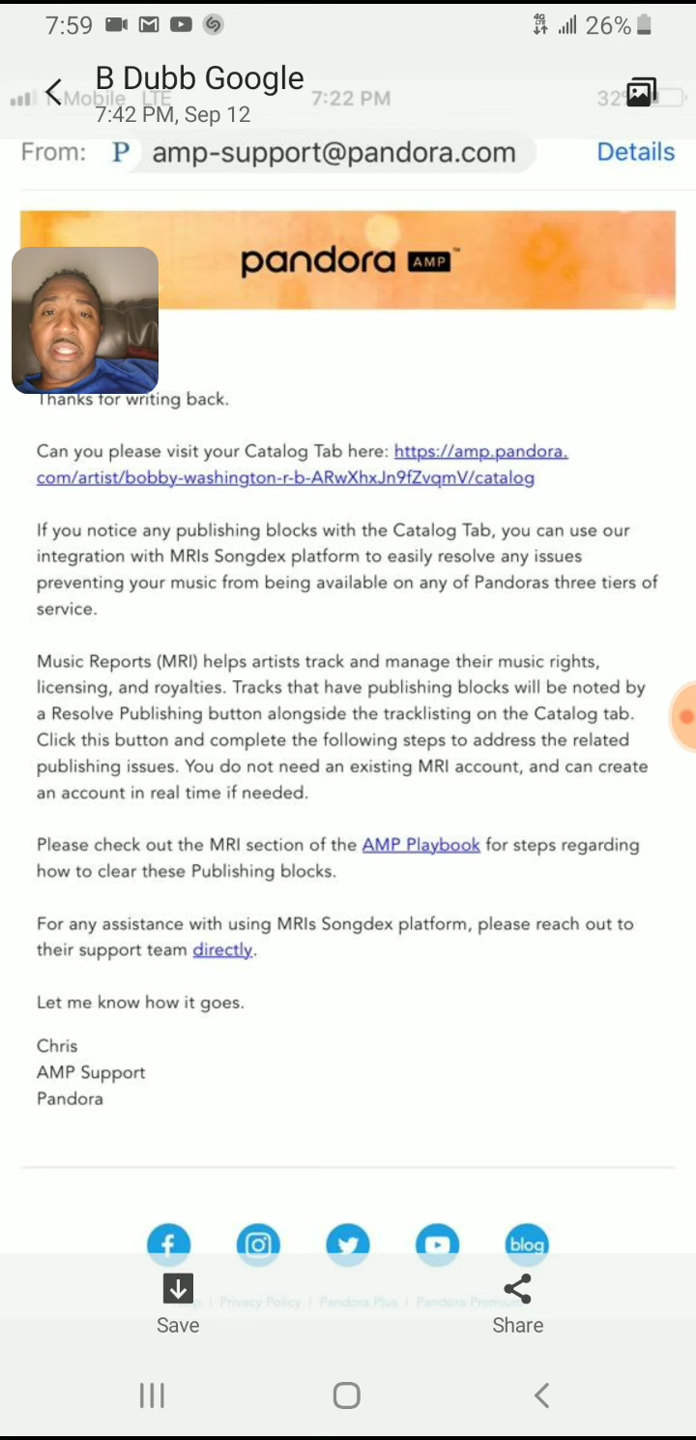 7:59 26%
B Dubb Google
T-Mobile LTE 7:22 PM
7:42 PM, Sep 12
From: P amp-support@pandora.com Details
pandora AMP™
Thanks for writing back.
Can you please visit your Catalog Tab here: https://amp.pandora.
com/artist/bobby-washington-r-b-ARwXhxJn9fZvqmV/catalog
If you notice any publishing blocks with the Catalog Tab, you can use our
integration with MRIs Songdex platform to easily resolve any issues
preventing your music from being available on any of Pandoras three tiers of
service.
Music Reports (MRI) helps artists track and manage their music rights,
licensing, and royalties. Tracks that have publishing blocks will be noted by
a Resolve Publishing button alongside the tracklisting on the Catalog tab.
Click this button and complete the following steps to address the related
publishing issues. You do not need an existing MRI account, and can create
an account in real time if needed.
Please check out the MRI section of the AMP Playbook for steps regarding
how to clear these Publishing blocks.
For any assistance with using MRIs Songdex platform, please reach out to
their support team directly.
Let me know how it goes.
Chris
AMP Support
Pandora
blog
| Privacy Policy | Pandora Plus | Pandora Premium
Save Share